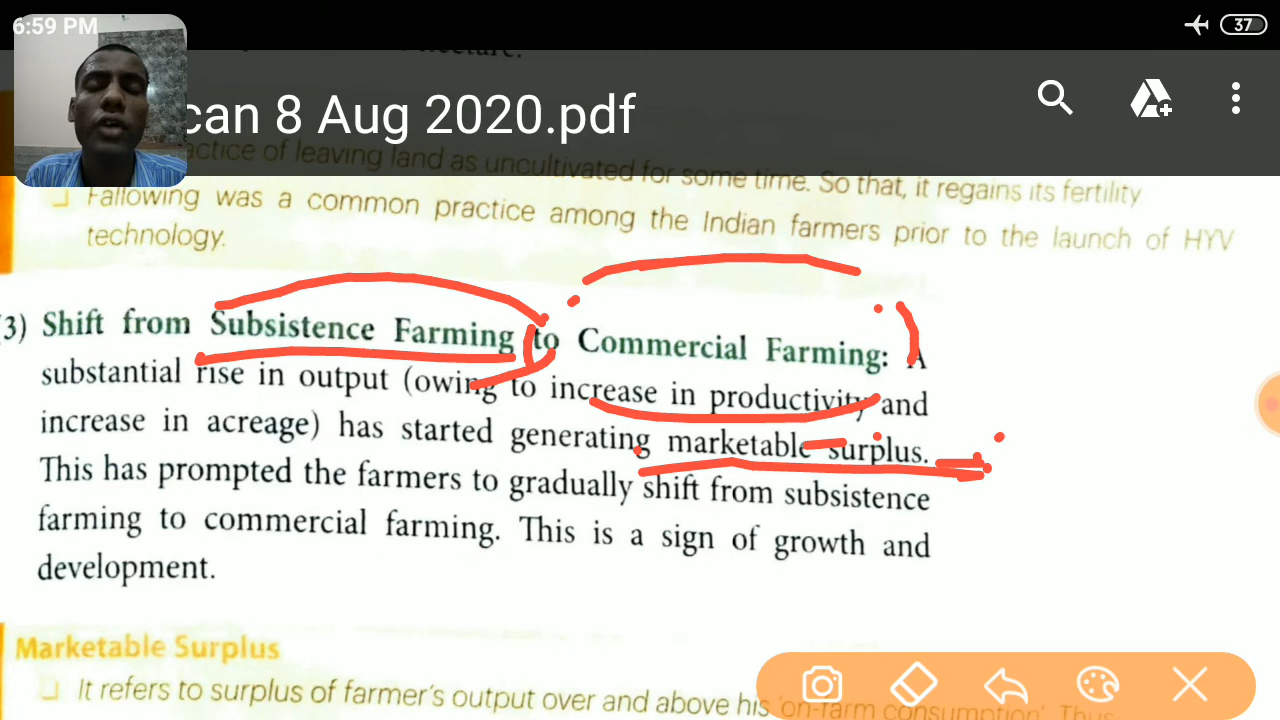 6:59 PM
37
hectare.
can 8 Aug 2020.pdf
actice of leaving land as uncultivated for some time. So that, it regains its fertility
Fallowing was a common practice among the Indian farmers prior to the launch of HYV
technology.
3) Shift from Subsistence Farming to Commercial Farming: A
substantial rise in output (owing to increase in productivity and
increase in acreage) has started generating marketable surplus.
This has prompted the farmers to gradually shift from subsistence
farming to commercial farming. This is a sign of growth and
development.
Marketable Surplus
It refers to surplus of farmer's output over and above his 'on-farm consumption'. Thus